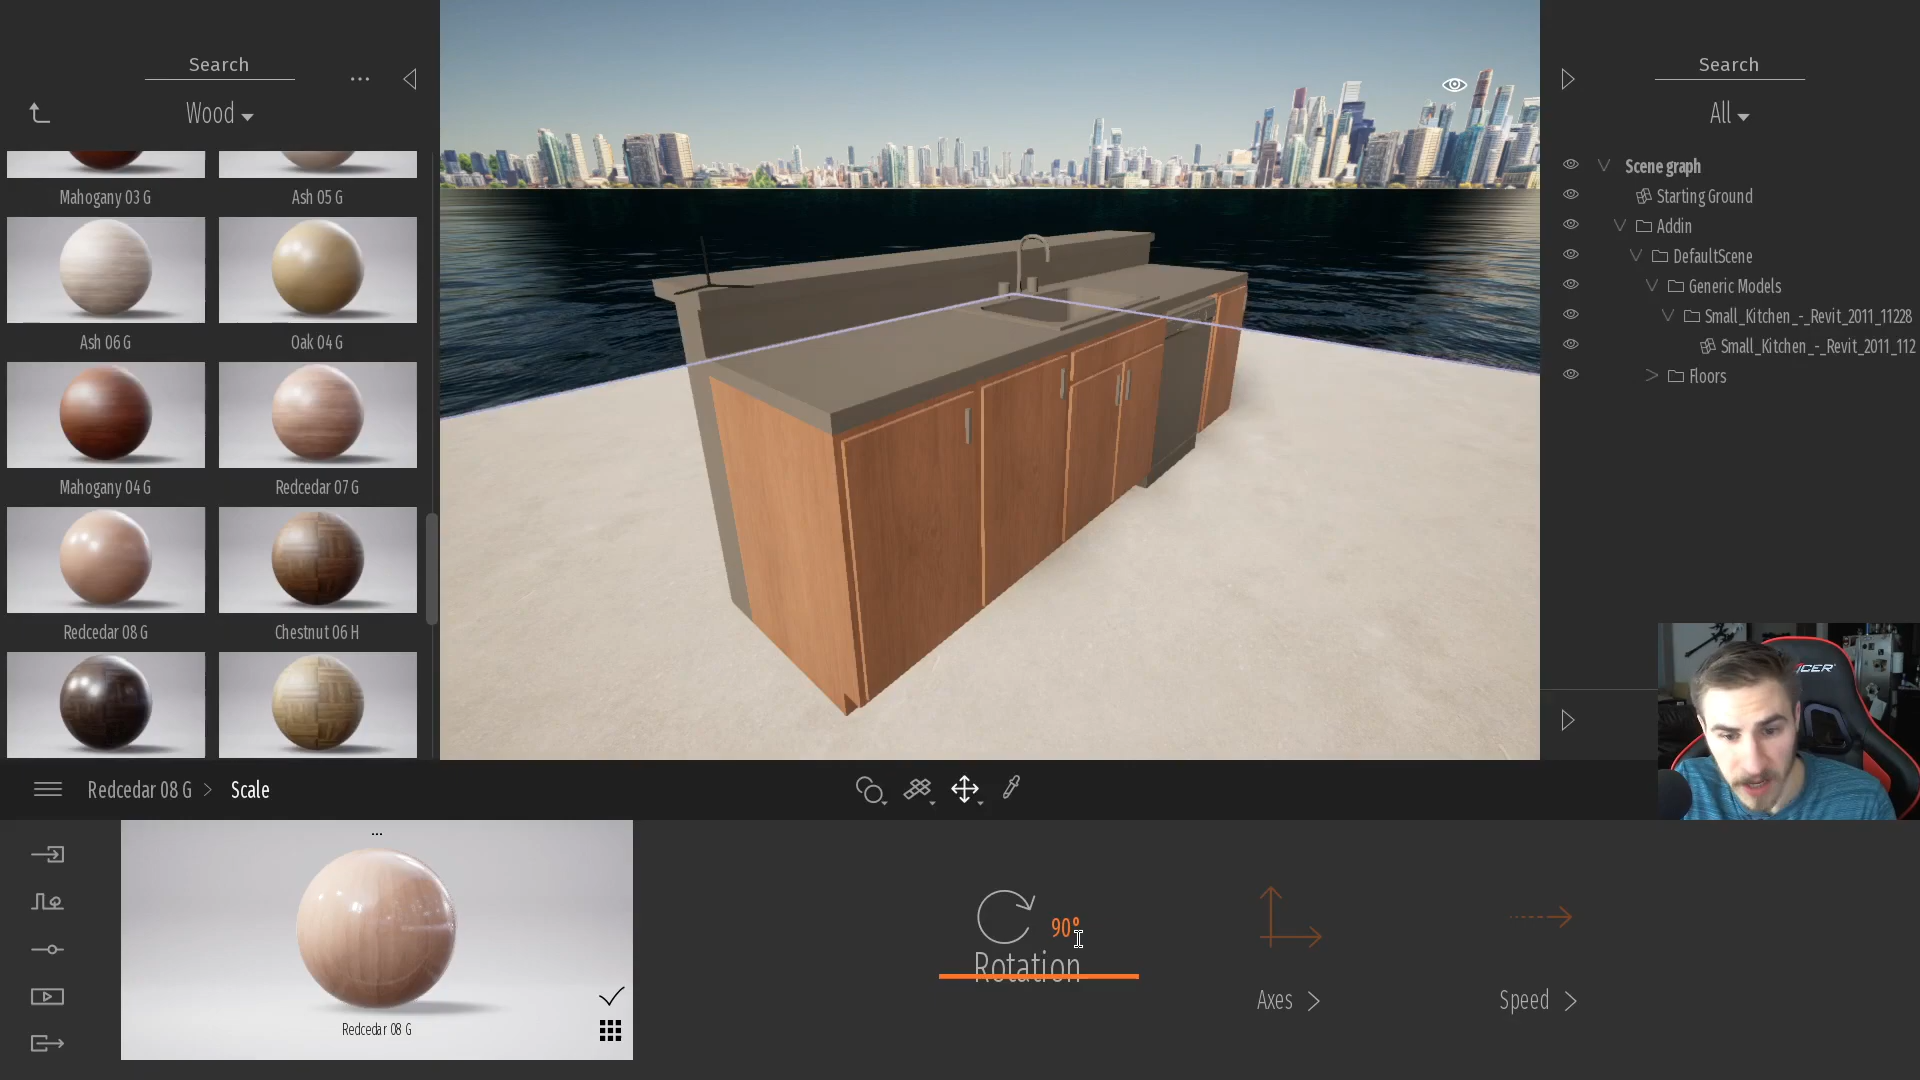 Search
...
Wood
Mahogany 03 G
Ash 05 G
Ash 06 G
Oak 04 G
Mahogany 04 G
Redcedar 07 G
Redcedar 08 G
Chestnut 06 H
Search
All
Scene graph
Starting Ground
Addin
DefaultScene
Generic Models
Small_Kitchen_-_Revit_2011_11228
Small_Kitchen_-_Revit_2011_112
Floors
Redcedar 08 G > Scale
...
Redcedar 08 G
90°
Rotation
Axes
Speed